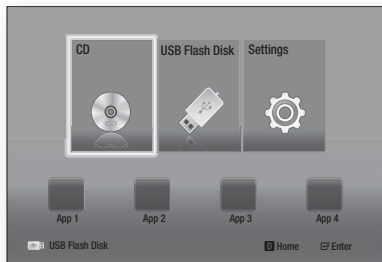 CD USB Flash Disk Settings
App 1 App 2 App 3 App 4
USB Flash Disk D Home Enter